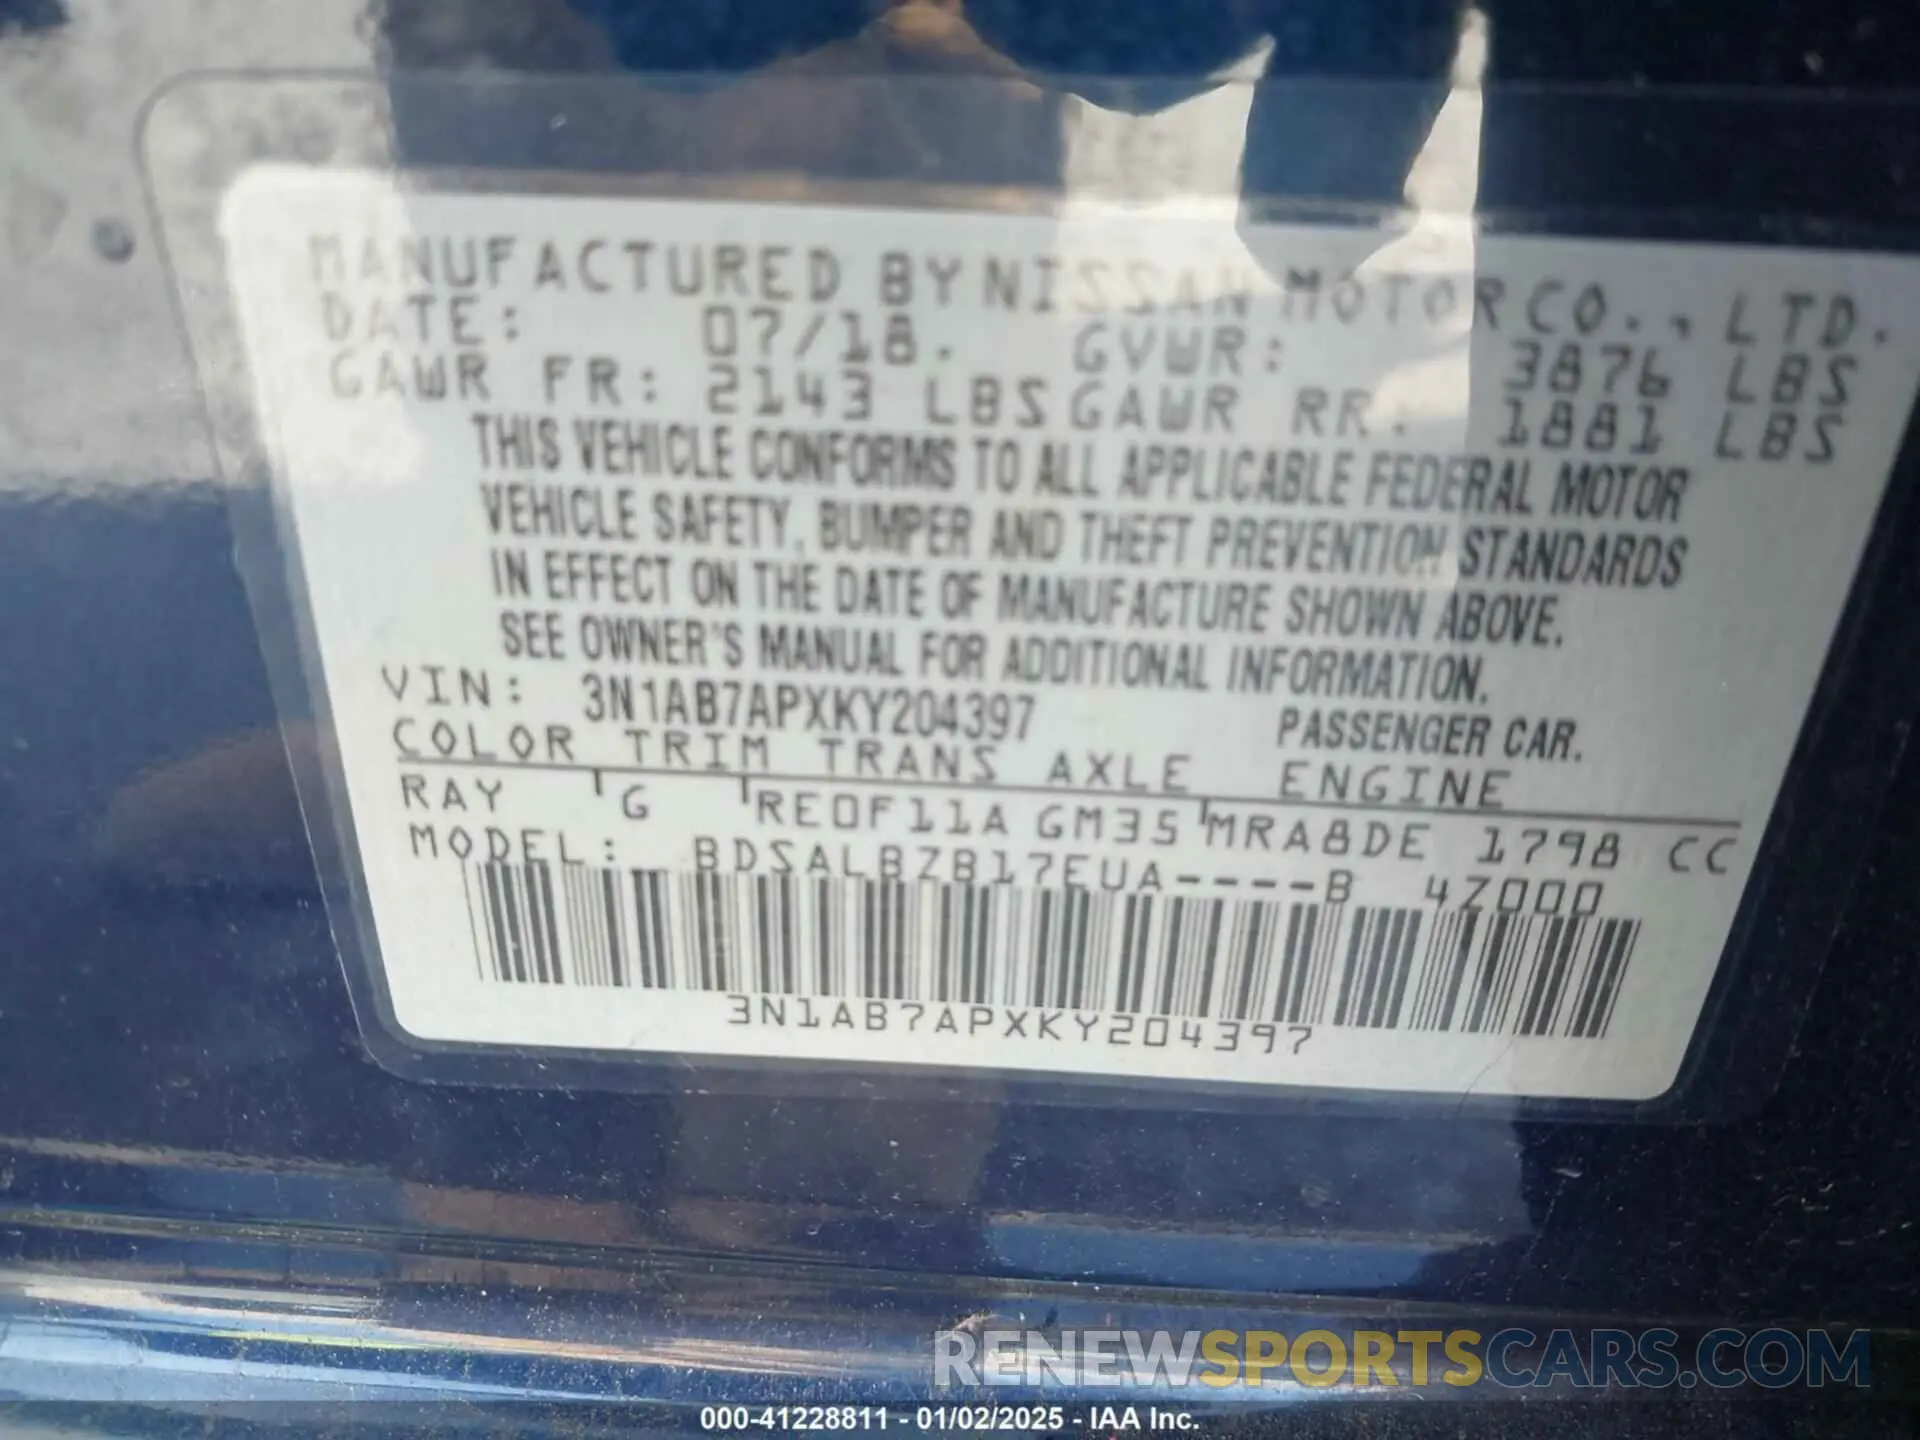 MANUFACTURED BY NISSAN MOTOR CO., LTD.
DATE: 07/18. GVWR: 3876 LBS
GAWR FR: 2143 LBS GAWR RR. 1881 LBS
THIS VEHICLE CONFORMS TO ALL APPLICABLE FEDERAL MOTOR
VEHICLE SAFETY, BUMPER AND THEFT PREVENTION STANDARDS
IN EFFECT ON THE DATE OF MANUFACTURE SHOWN ABOVE.
SEE OWNER'S MANUAL FOR ADDITIONAL INFORMATION.
VIN: 3N1AB7APXKY204397 PASSENGER CAR.
COLOR TRIM TRANS AXLE ENGINE
RAY G RE0F11A GM35 MRA8DE 1798 CC
MODEL: BDSALBZB17EUA----B 4Z000
3N1AB7APXKY204397
RENEWSPORTSCARS.COM
000-41228811 - 01/02/2025 - IAA Inc.